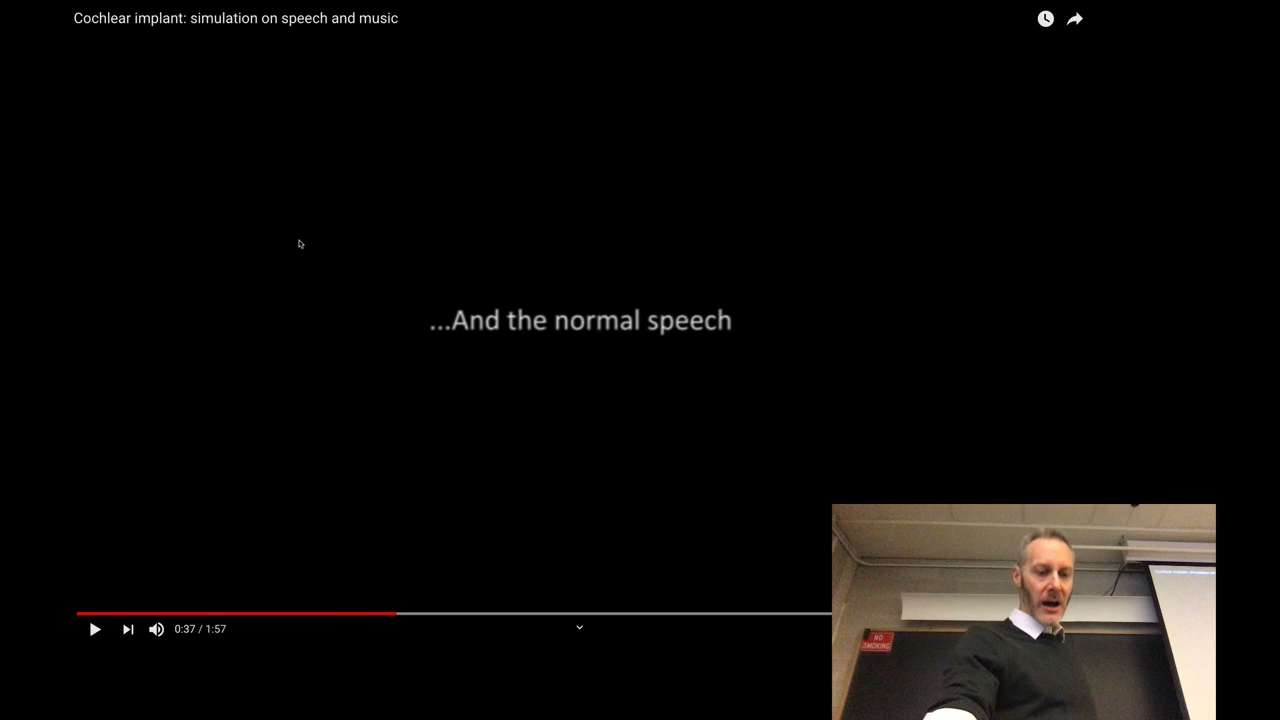 Cochlear implant: simulation on speech and music
...And the normal speech
0:37 / 1:57
NO
SMOKING